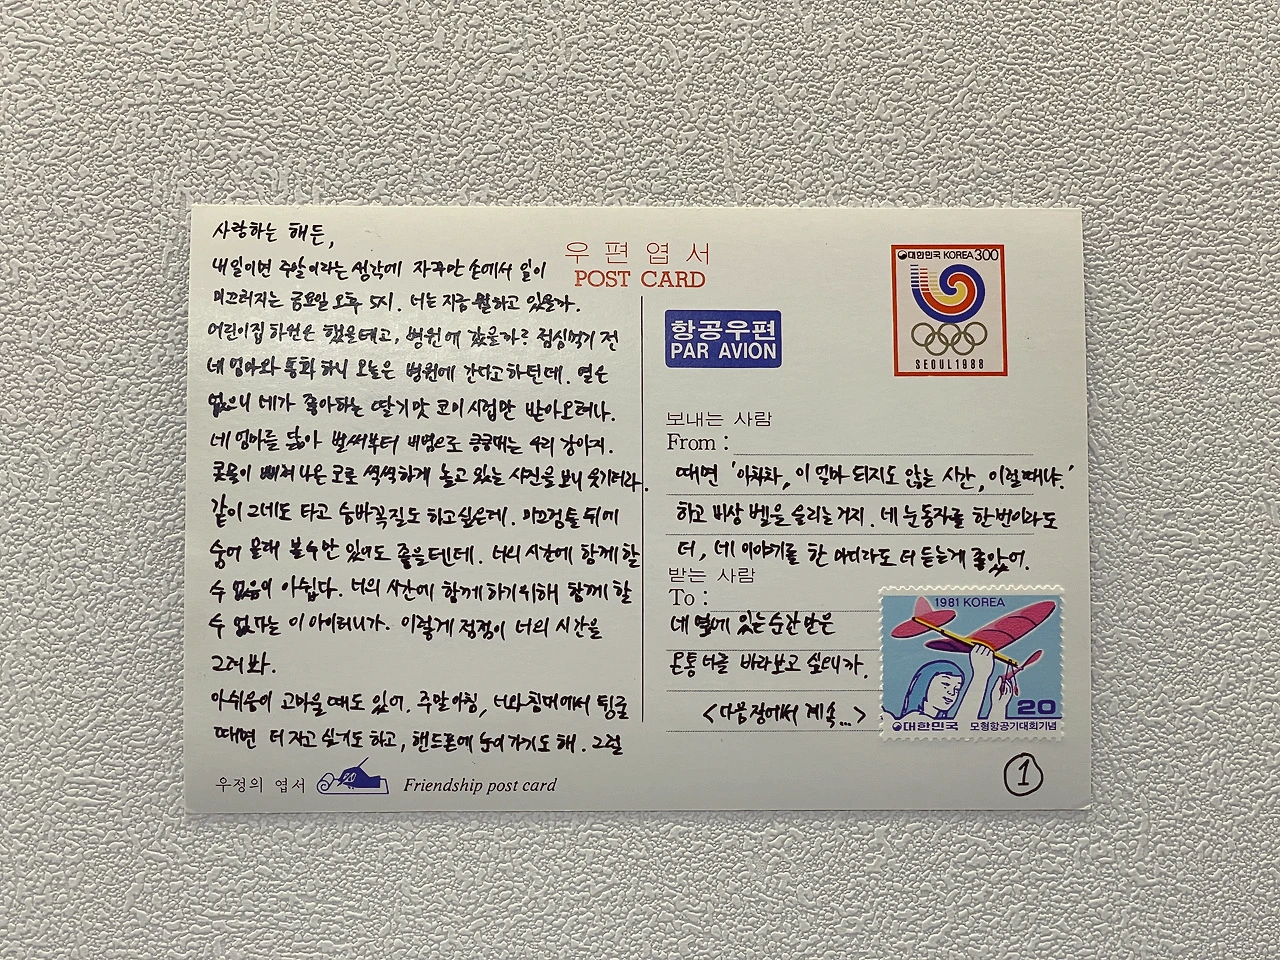 사랑하는 해든,
내일이면 주말이라는 생각에 자꾸만 손에서 일이
미끄러지는 금요일 오후 5시. 너는 지금 뭘하고 있을까.
어린이집 하원은 했을테고, 병원에 갔을까? 점심먹기 전
네 엄마와 통화하니 오늘은 병원에 간다고 하던데. 열은
없으니 네가 좋아하는 딸기맛 코이시럽만 받아오려나.
네 엄마를 닮아 벌써부터 비염으로 킁킁대는 우리 강아지.
콧물이 삐져나온 코로 씩씩하게 놀고 있는 사진을 보니 웃기더라.
같이 그네도 타고 숨바꼭질도 하고싶은데. 미끄럼틀 뒤에
숨어 몰래 볼수만 있어도 좋을텐데. 너의 시간에 함께 할
수 없음이 아쉽다. 너의 시간에 함께 하기위해 함께 할
수 없다는 이 아이러니가. 이렇게 점점이 너의 시간을
그려봐.
아쉬움이 고마울 때도 있어. 주말아침, 너와 침대에서 뒹굴
때면 더 자고 싶기도 하고, 핸드폰에 눈이 가기도 해. 그럴
우정의 엽서
Friendship post card
우편엽서
POST CARD
대한민국 KOREA 300
SEOUL 1988
항공우편
PAR AVION
보내는 사람
From :
때면 '아차차, 이 얼마 되지도 않는 시간, 이럴때냐.'
하고 비상 벨을 울리는거지. 네 눈동자를 한번이라도
더, 네 이야기를 한 마디라도 더 듣는게 좋았어.
받는 사람
To :
네 옆에 있는 순간만은
온통 너를 바라보고 싶으니까.
<다음장에서 계속...>
1981 KOREA
20
대한민국 모형항공기대회기념
1